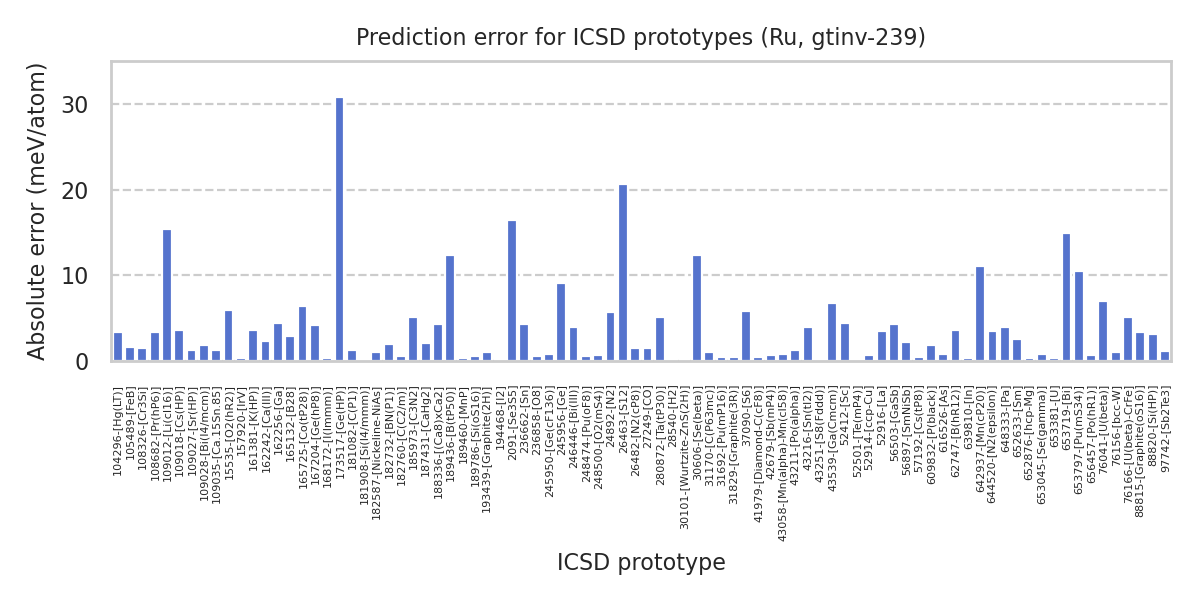 Prediction error for ICSD prototypes (Ru, gtinv-239)
Absolute error (meV/atom)
30
20
10
0
104296-[Hg(LT)]
105489-[FeB]
108326-[Cr3Si]
108682-[Pr(hP6)]
109012-[Li(cI16)]
109018-[Cs(HP)]
109027-[Sr(HP)]
109028-[Bi(I4/mcm)]
109035-[Ca.15Sn.85]
15535-[O2(hR2)]
157920-[IrV]
161381-[K(HP)]
162242-[Ca(III)]
162256-[Ga]
165132-[B28]
165725-[Co(tP28)]
167204-[Ge(hP8)]
168172-[I(Immm)]
173517-[Ge(HP)]
181082-[C(P1)]
181908-[Si(I4/mmm)]
182587-[Nickeline-NiAs]
182732-[BN(P1)]
182760-[C(C2/m)]
185973-[C3N2]
187431-[CaHg2]
188336-[(Ca8)xCa2]
189436-[B(tP50)]
189460-[MnP]
189786-[Si(oS16)]
193439-[Graphite(2H)]
194468-[I2]
2091-[Se3S5]
236662-[Sn]
236858-[O8]
245950-[Ge(cF136)]
245956-[Ge]
246446-[Bi(III)]
248474-[Pu(oF8)]
248500-[O2(mS4)]
24892-[N2]
26463-[S12]
26482-[N2(cP8)]
27249-[CO]
280872-[Ta(tP30)]
28540-[H2]
30101-[Wurtzite-ZnS(2H)]
30606-[Se(beta)]
31170-[C(P63mc)]
31692-[Pu(mP16)]
31829-[Graphite(3R)]
37090-[S6]
41979-[Diamond-C(cF8)]
42679-[Sb(mP4)]
43058-[Mn(alpha)-Mn(cI58)]
43211-[Po(alpha)]
43216-[Sn(tI2)]
43251-[S8(Fddd)]
43539-[Ga(Cmcm)]
52412-[Sc]
52501-[Te(mP4)]
52914-[fcc-Cu]
52916-[La]
56503-[GaSb]
56897-[SmNiSb]
57192-[Cs(tP8)]
609832-[P(black)]
616526-[As]
62747-[B(hR12)]
639810-[In]
642937-[Mn(cP20)]
644520-[N2(epsilon)]
648333-[Pa]
652633-[Sm]
652876-[hcp-Mg]
653045-[Se(gamma)]
653381-[U]
653719-[Bi]
653797-[Pu(mS34)]
656457-[Po(hR1)]
76041-[U(beta)]
76156-[bcc-W]
76166-[U(beta)-CrFe]
88815-[Graphite(oS16)]
88820-[Si(HP)]
97742-[Sb2Te3]
ICSD prototype